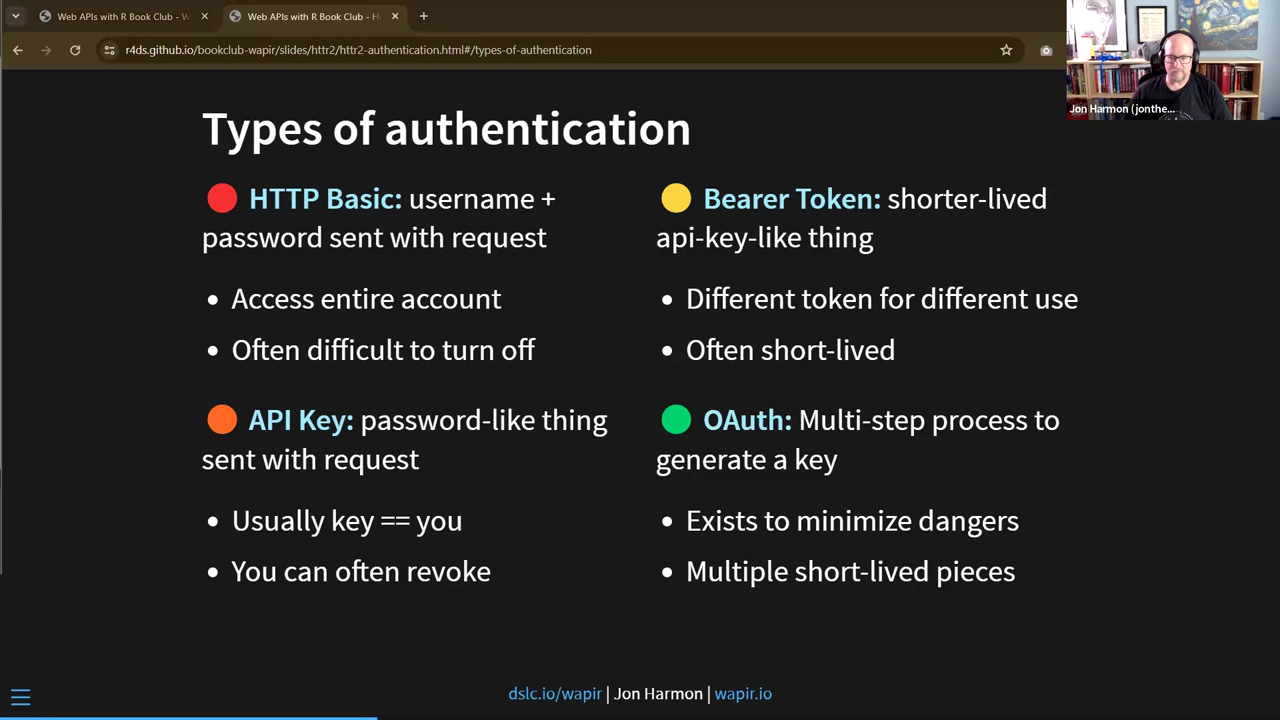 Web APIs with R Book Club - W
Web APIs with R Book Club - H
r4ds.github.io/bookclub-wapir/slides/httr2/httr2-authentication.html#/types-of-authentication
Jon Harmon (jonthe...
Types of authentication
HTTP Basic: username +
password sent with request
Access entire account
Often difficult to turn off
API Key: password-like thing
sent with request
Usually key == you
You can often revoke
Bearer Token: shorter-lived
api-key-like thing
Different token for different use
Often short-lived
OAuth: Multi-step process to
generate a key
Exists to minimize dangers
Multiple short-lived pieces
dslc.io/wapir | Jon Harmon | wapir.io